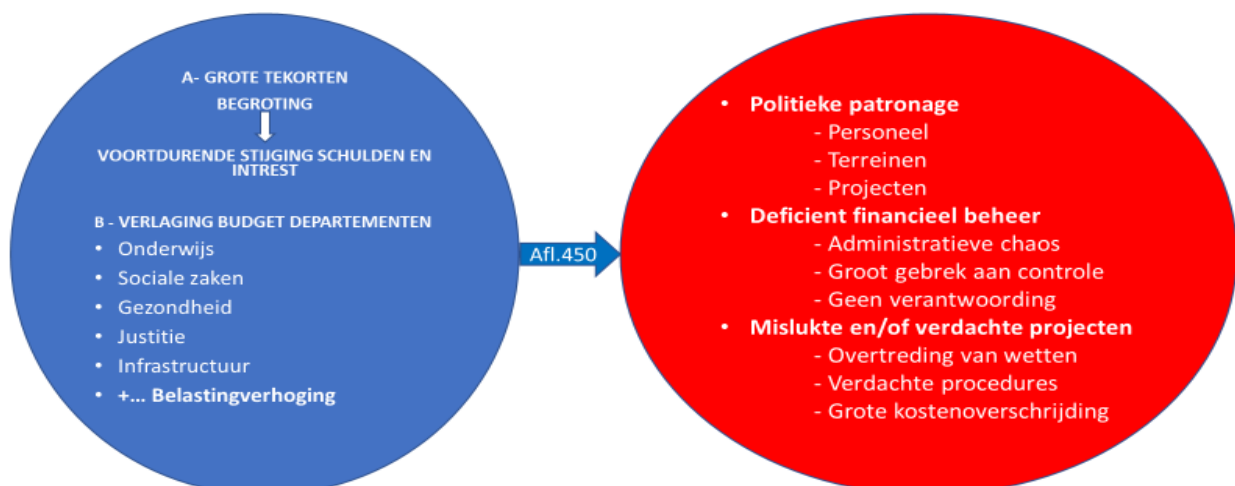 A- GROTE TEKORTEN
BEGROTING
VOORTDURENDE STIJGING SCHULDEN EN
INTREST
B - VERLAGING BUDGET DEPARTEMENTEN
• Onderwijs
• Sociale zaken
• Gezondheid
• Justitie
• Infrastructuur
• +... Belastingverhoging
Afl.450
• Politieke patronage
- Personeel
- Terreinen
- Projecten
• Deficient financieel beheer
- Administratieve chaos
- Groot gebrek aan controle
- Geen verantwoording
• Mislukte en/of verdachte projecten
- Overtreding van wetten
- Verdachte procedures
- Grote kostenoverschrijding